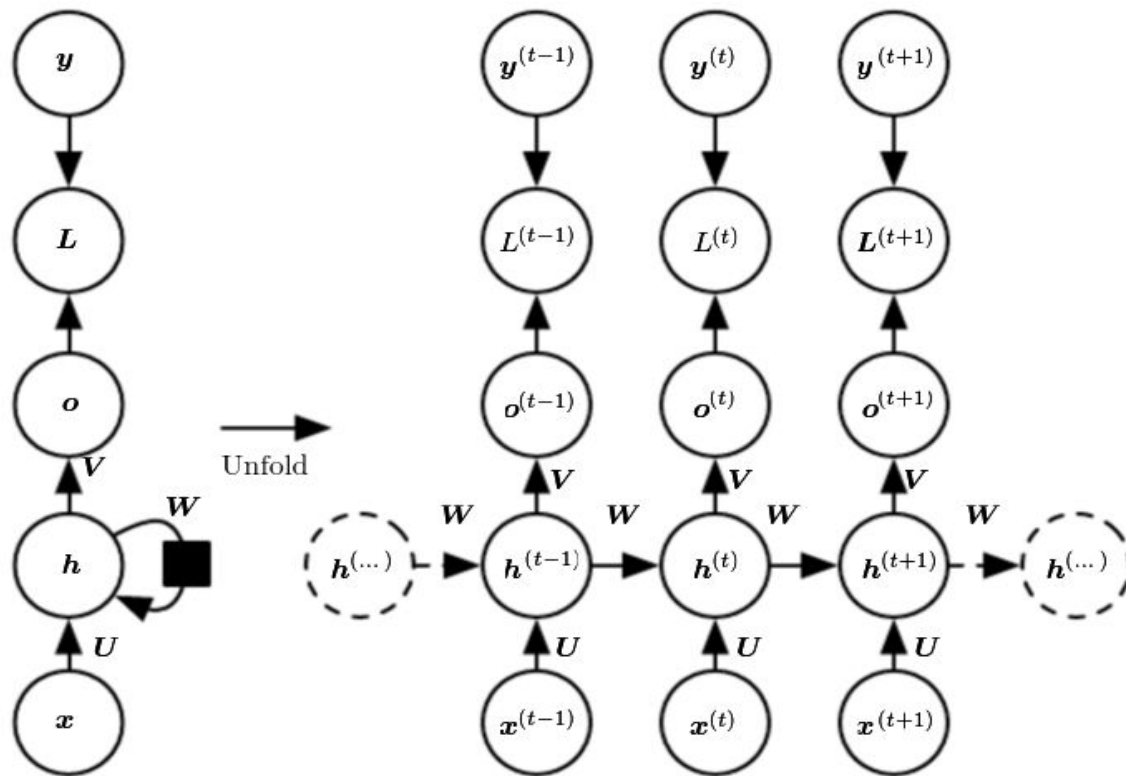 y y^(t−1) y^(t) y^(t+1)
L L^(t−1) L^(t) L^(t+1)
o o^(t−1) o^(t) o^(t+1)
Unfold
V V V V
W W W W W
h h^(...) h^(t−1) h^(t) h^(t+1) h^(...)
U U U U
x x^(t−1) x^(t) x^(t+1)